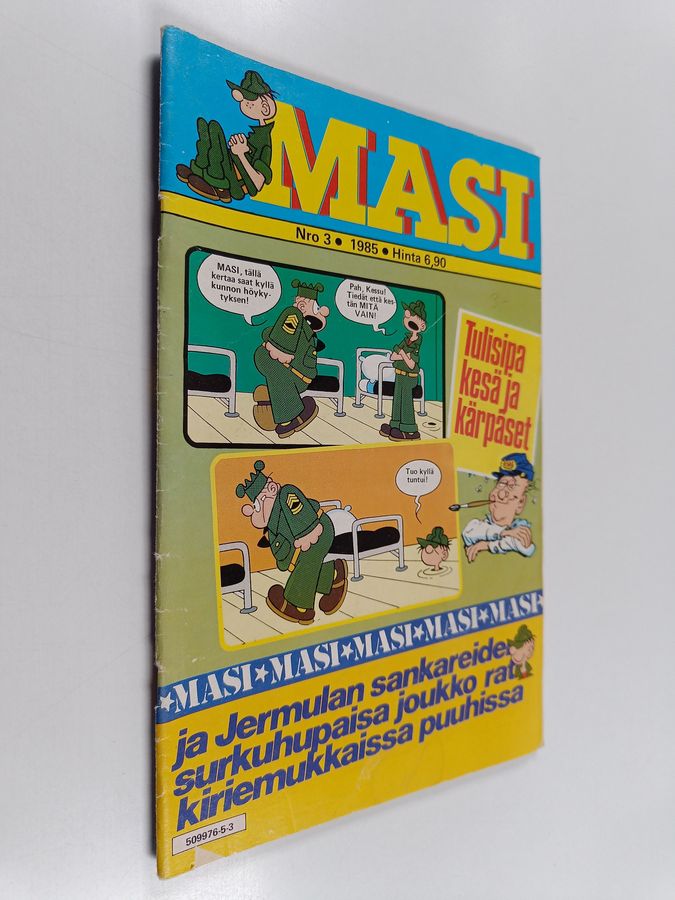 MASI
Nro 3 • 1985 • Hinta 6,90
MASI, tällä
kertaa saat kyllä
kunnon höyky-
tyksen!
Pah, Kessu!
Tiedät että kes-
tän MITÄ
VAIN!
Tulisipa
kesä ja
kärpäset
Tuo kyllä
tuntui!
★MASI★MASI★MASI★MASI★MASI
ja Jermulan sankareiden
surkuhupaisa joukko rat
kiriemukkaissa puuhissa
509976-5-3